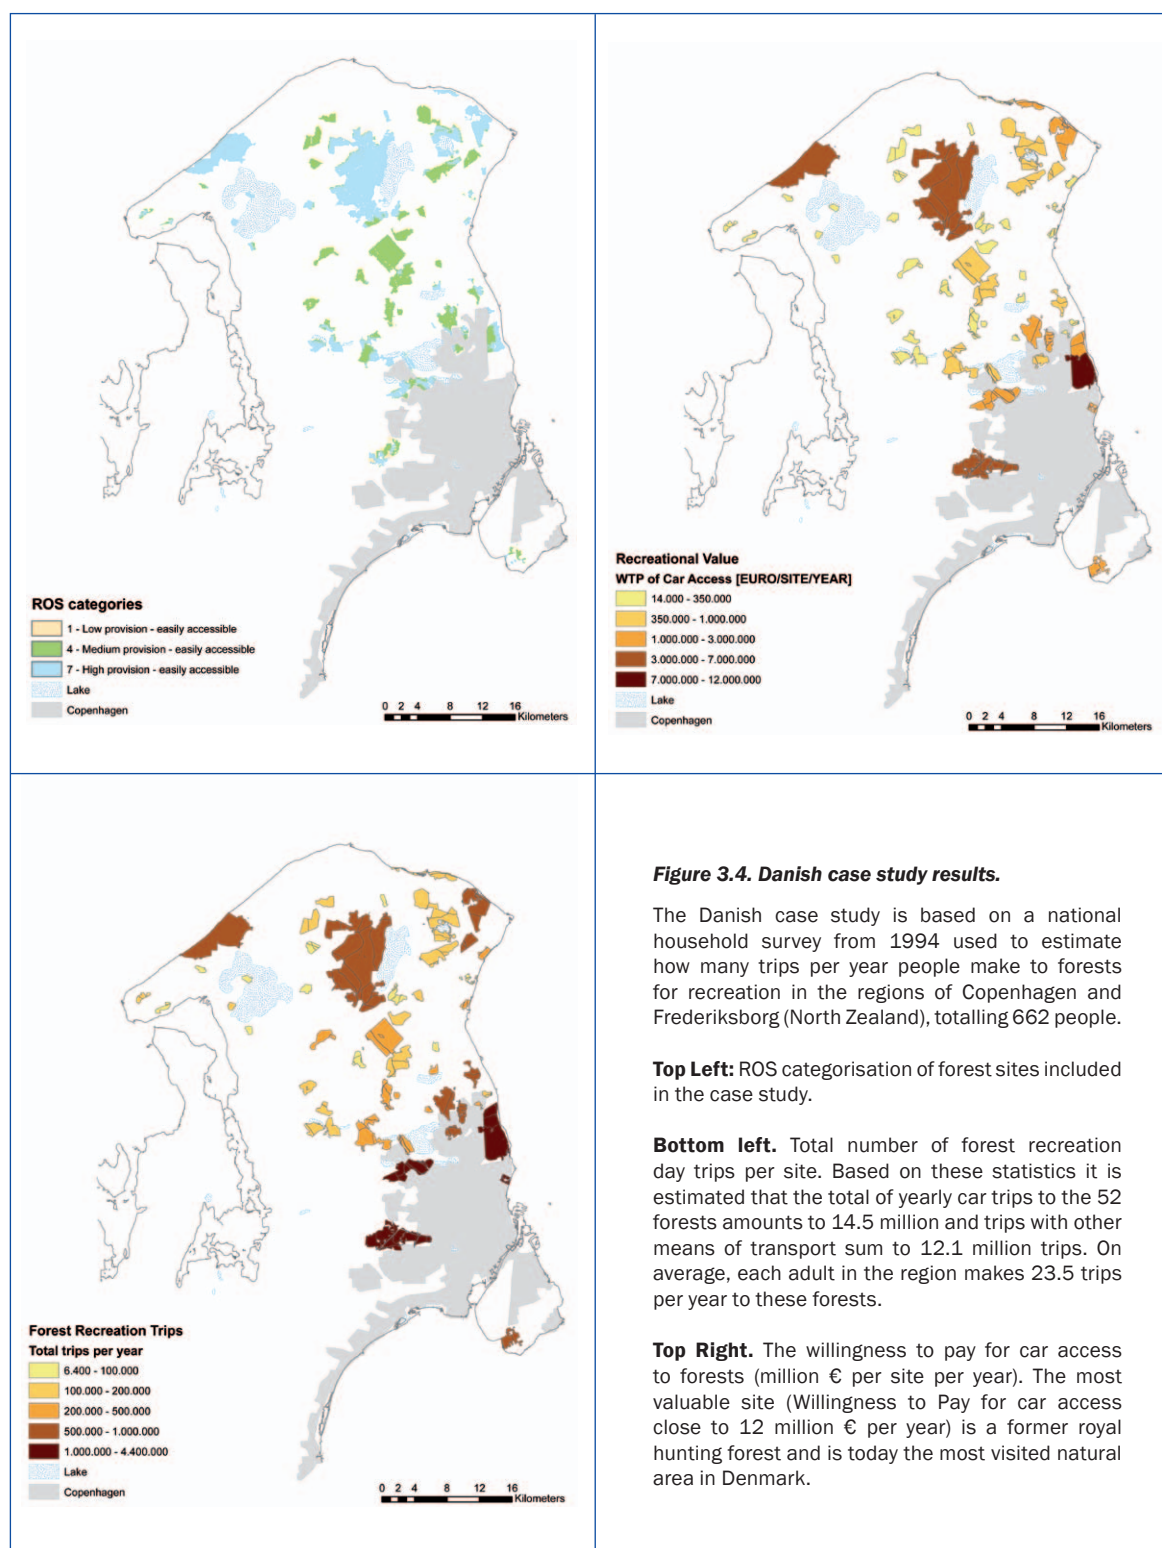 ROS categories
1 - Low provision - easily accessible
4 - Medium provision - easily accessible
7 - High provision - easily accessible
Lake
Copenhagen
0 2 4 8 12 16
Kilometers
Recreational Value
WTP of Car Access [EURO/SITE/YEAR]
14.000 - 350.000
350.000 - 1.000.000
1.000.000 - 3.000.000
3.000.000 - 7.000.000
7.000.000 - 12.000.000
Lake
Copenhagen
0 2 4 8 12 16
Kilometers
Forest Recreation Trips
Total trips per year
6.400 - 100.000
100.000 - 200.000
200.000 - 500.000
500.000 - 1.000.000
1.000.000 - 4.400.000
Lake
Copenhagen
0 2 4 8 12 16
Kilometers
Figure 3.4. Danish case study results.
The Danish case study is based on a national
household survey from 1994 used to estimate
how many trips per year people make to forests
for recreation in the regions of Copenhagen and
Frederiksborg (North Zealand), totalling 662 people.
Top Left: ROS categorisation of forest sites included
in the case study.
Bottom left. Total number of forest recreation
day trips per site. Based on these statistics it is
estimated that the total of yearly car trips to the 52
forests amounts to 14.5 million and trips with other
means of transport sum to 12.1 million trips. On
average, each adult in the region makes 23.5 trips
per year to these forests.
Top Right. The willingness to pay for car access
to forests (million € per site per year). The most
valuable site (Willingness to Pay for car access
close to 12 million € per year) is a former royal
hunting forest and is today the most visited natural
area in Denmark.